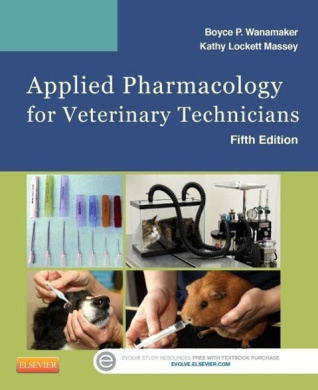 Boyce P. Wanamaker
Kathy Lockett Massey
Applied Pharmacology
for Veterinary Technicians
Fifth Edition
ELSEVIER
EVOLVE STUDY RESOURCES FREE WITH TEXTBOOK PURCHASE
EVOLVE.ELSEVIER.COM